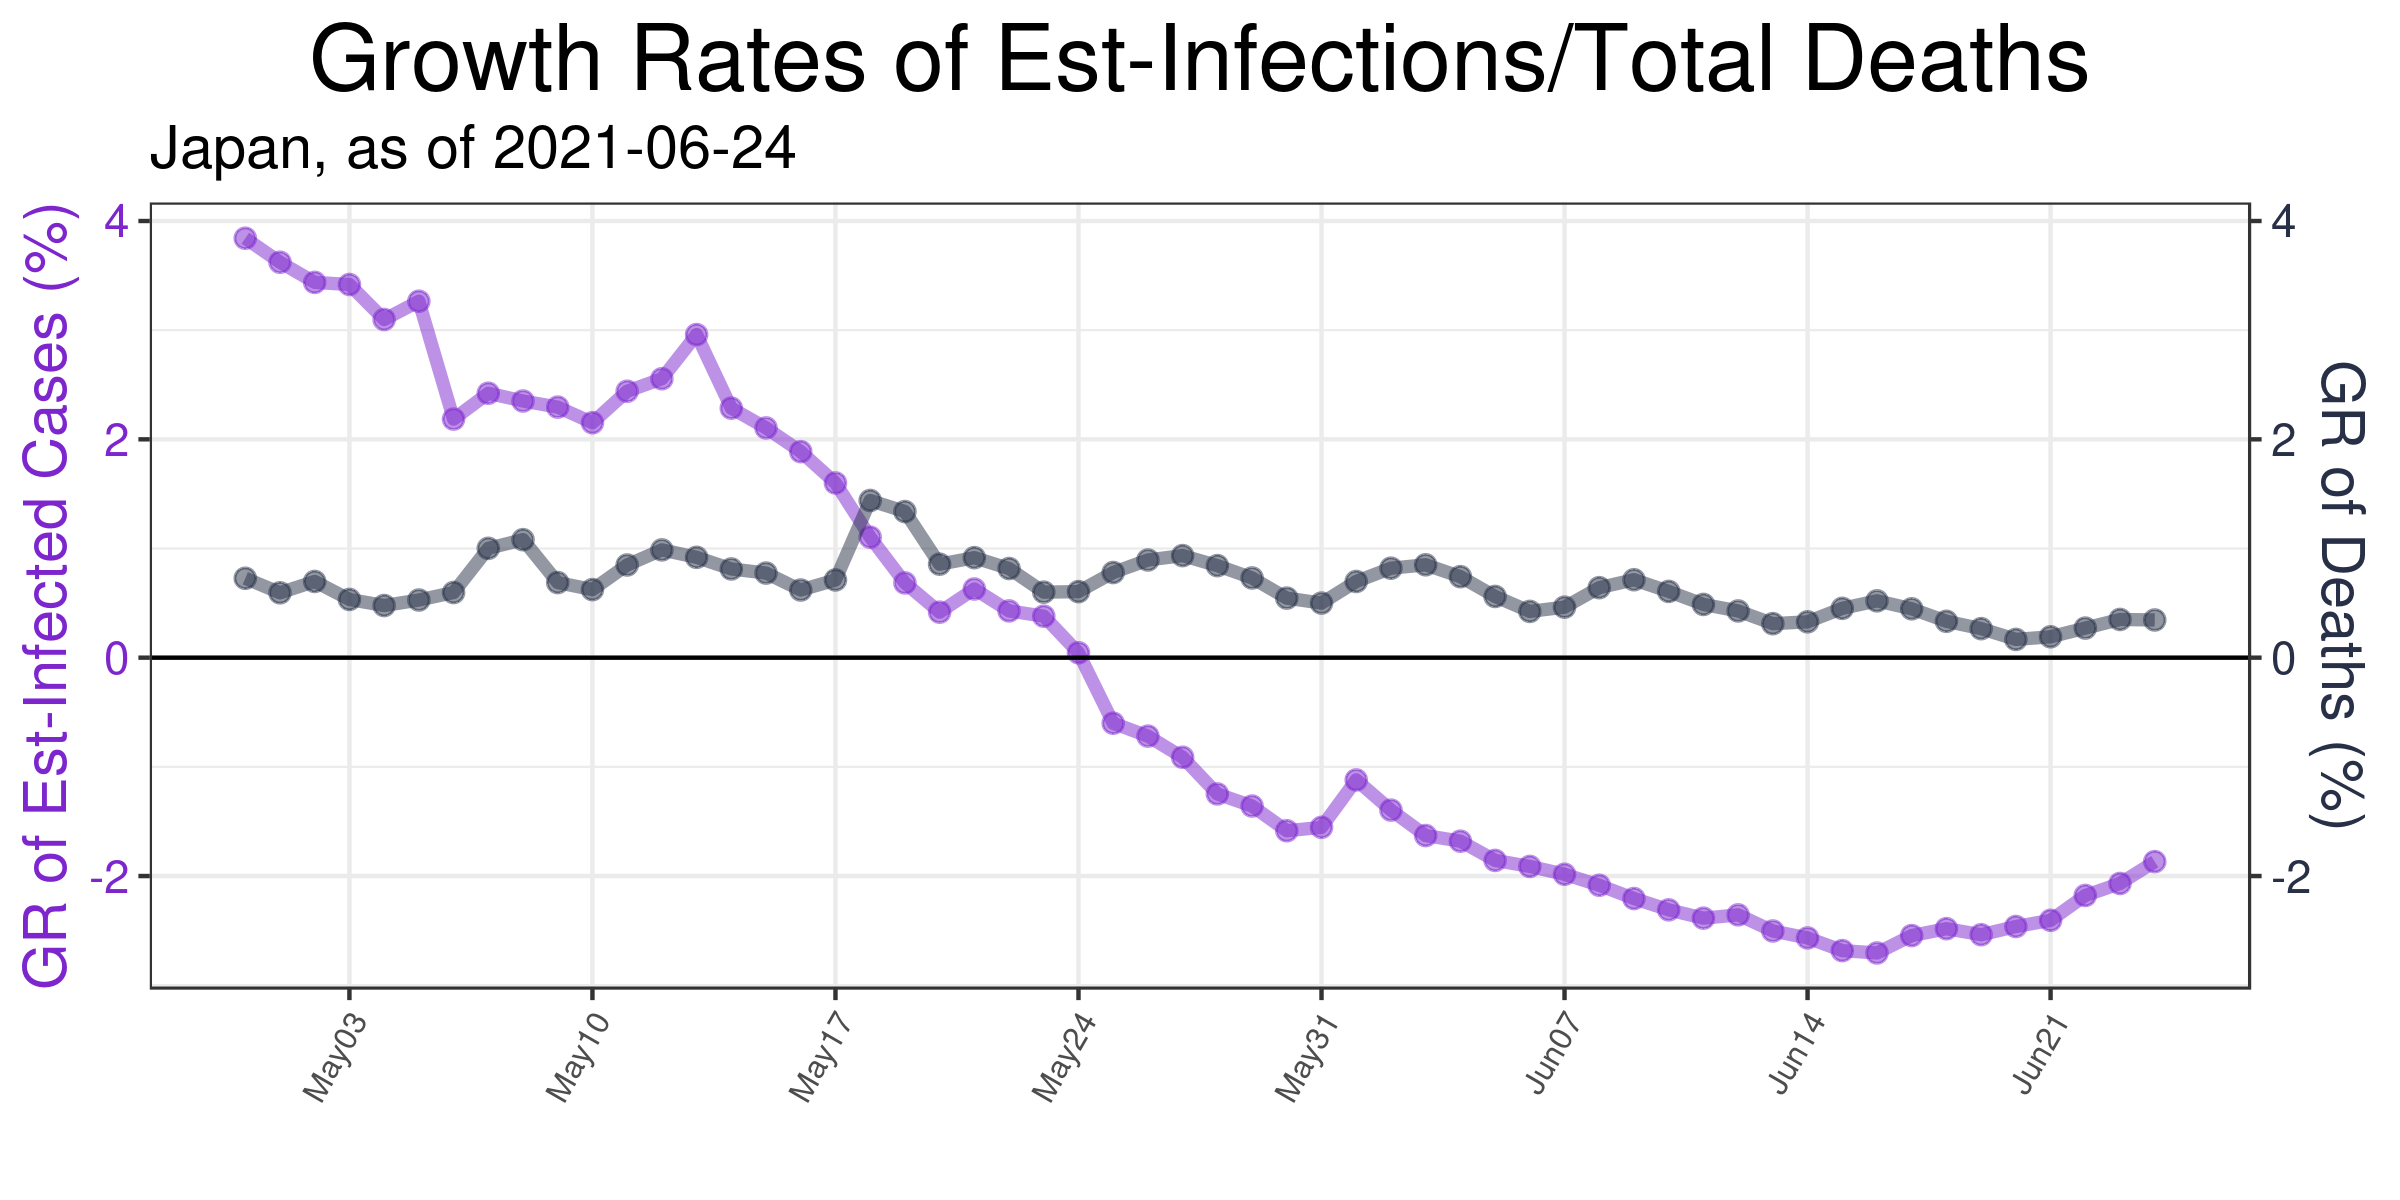 Growth Rates of Est-Infections/Total Deaths
Japan, as of 2021-06-24
GR of Est-Infected Cases (%)
4
2
0
-2
4
2
0
-2
GR of Deaths (%)
May03
May10
May17
May24
May31
Jun07
Jun14
Jun21